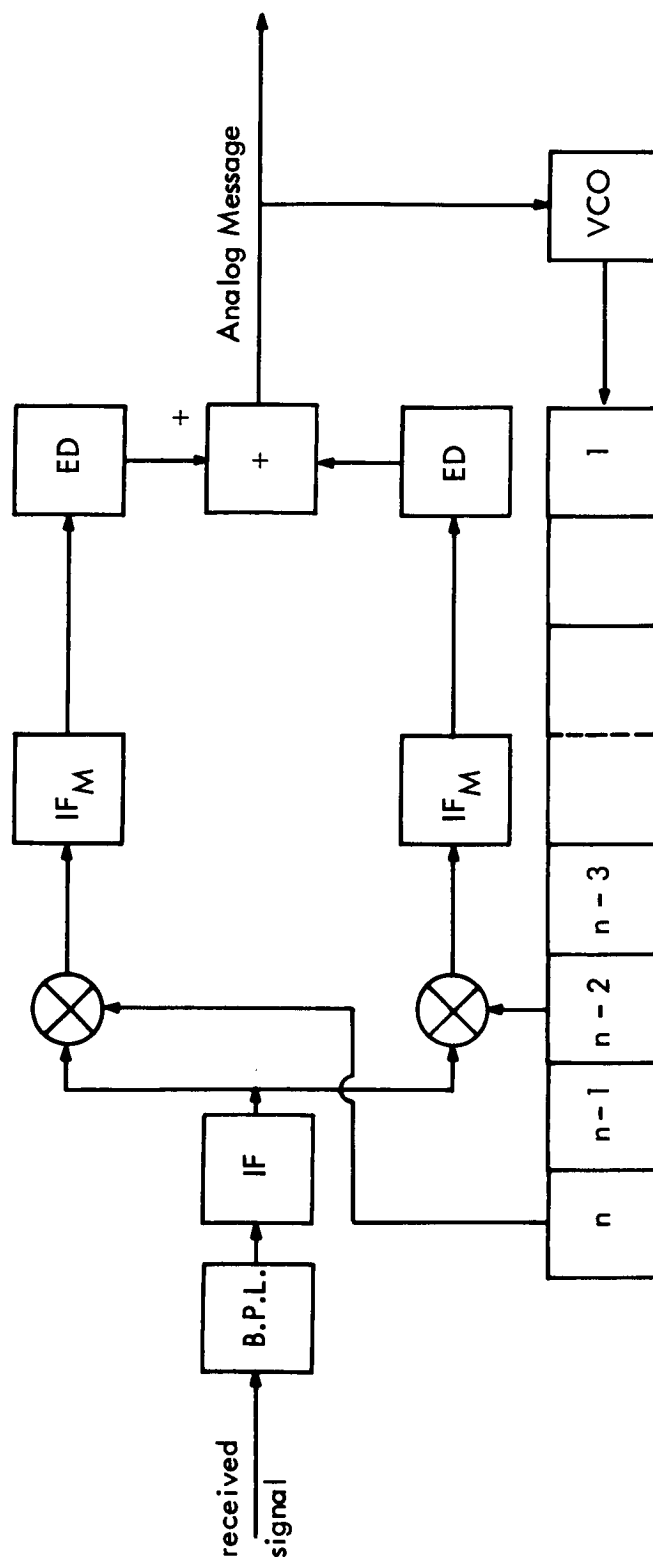 received
signal
B.P.L.
IF
IF_M
ED
+
+
Analog Message
IF_M
ED
VCO
n
n-1
n-2
n-3
1